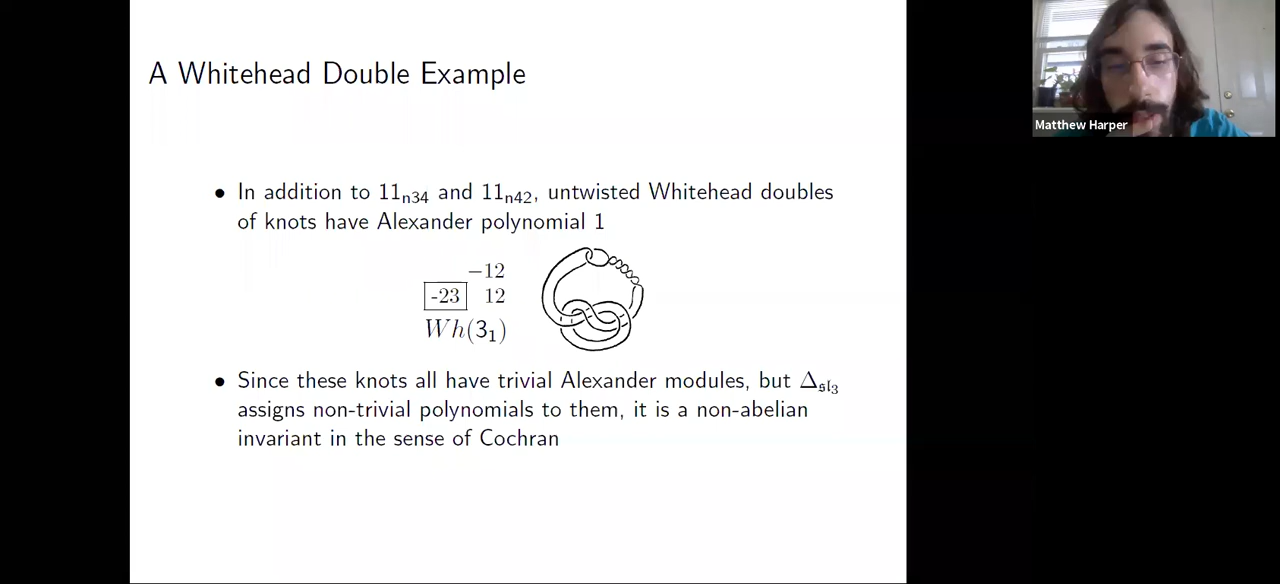 A Whitehead Double Example
• In addition to 11n34 and 11n42, untwisted Whitehead doubles
of knots have Alexander polynomial 1
−12
-23 12
Wh(3₁)
• Since these knots all have trivial Alexander modules, but Δ𝔰𝔩₃
assigns non-trivial polynomials to them, it is a non-abelian
invariant in the sense of Cochran
Matthew Harper